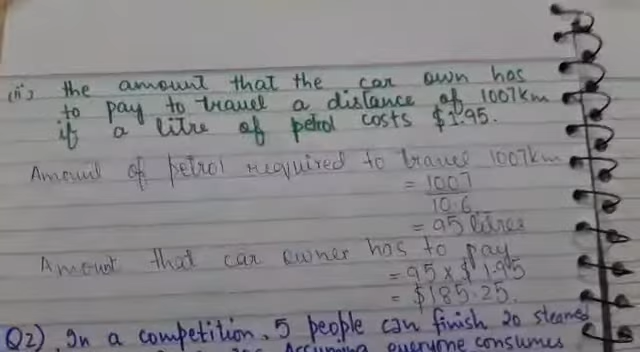 (ii) the amount that the car own has
to pay to travel a distance of 1007km
if a litre of petrol costs $1.95.
Amount of petrol required to travel 1007km
= 1007
10.6
= 95 litres
Amount that car owner has to pay
= 95 x $1.95
= $185.25.
Q2) In a competition, 5 people can finish 20 steamed
Assuming everyone consumes